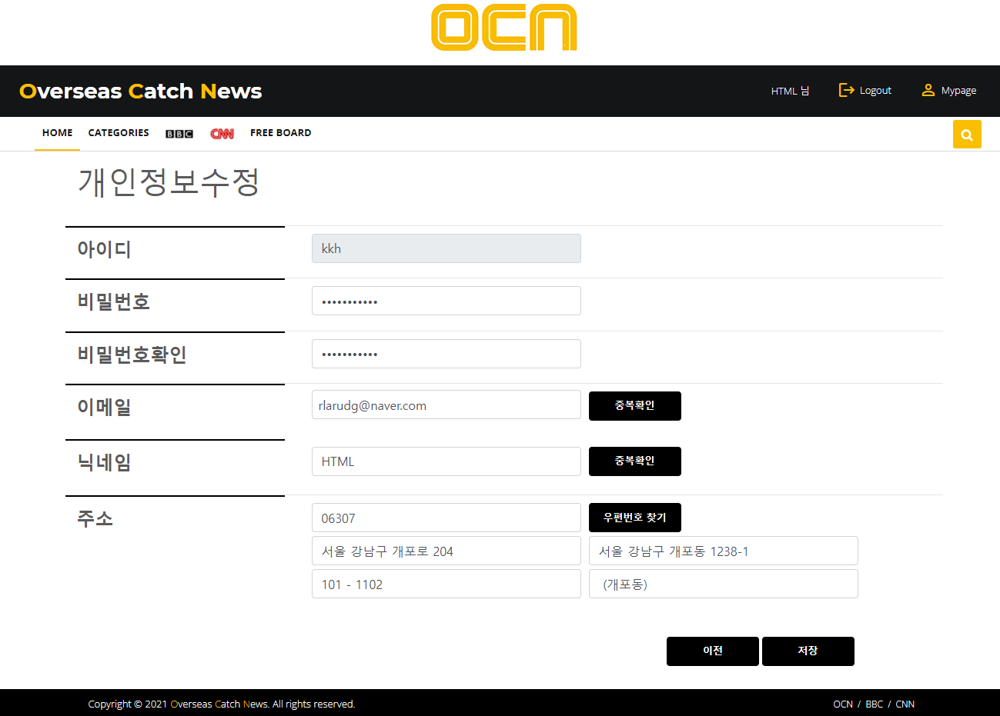 OCN
Overseas Catch News
HTML 님 Logout Mypage
HOME CATEGORIES BBC CNN FREE BOARD
개인정보수정
아이디 kkh
비밀번호 •••••••••••
비밀번호확인 •••••••••••
이메일 rlarudg@naver.com 중복확인
닉네임 HTML 중복확인
주소 06307 우편번호 찾기
서울 강남구 개포로 204 서울 강남구 개포동 1238-1
101 - 1102 (개포동)
이전 저장
Copyright © 2021 Overseas Catch News. All rights reserved. OCN / BBC / CNN